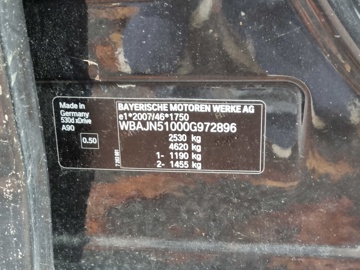 Made in
Germany
530d xDrive
A90
0.50
BAYERISCHE MOTOREN WERKE AG
e1*2007/46*1750
WBAJN51000G972896
2530 kg
4620 kg
1- 1190 kg
2- 1455 kg